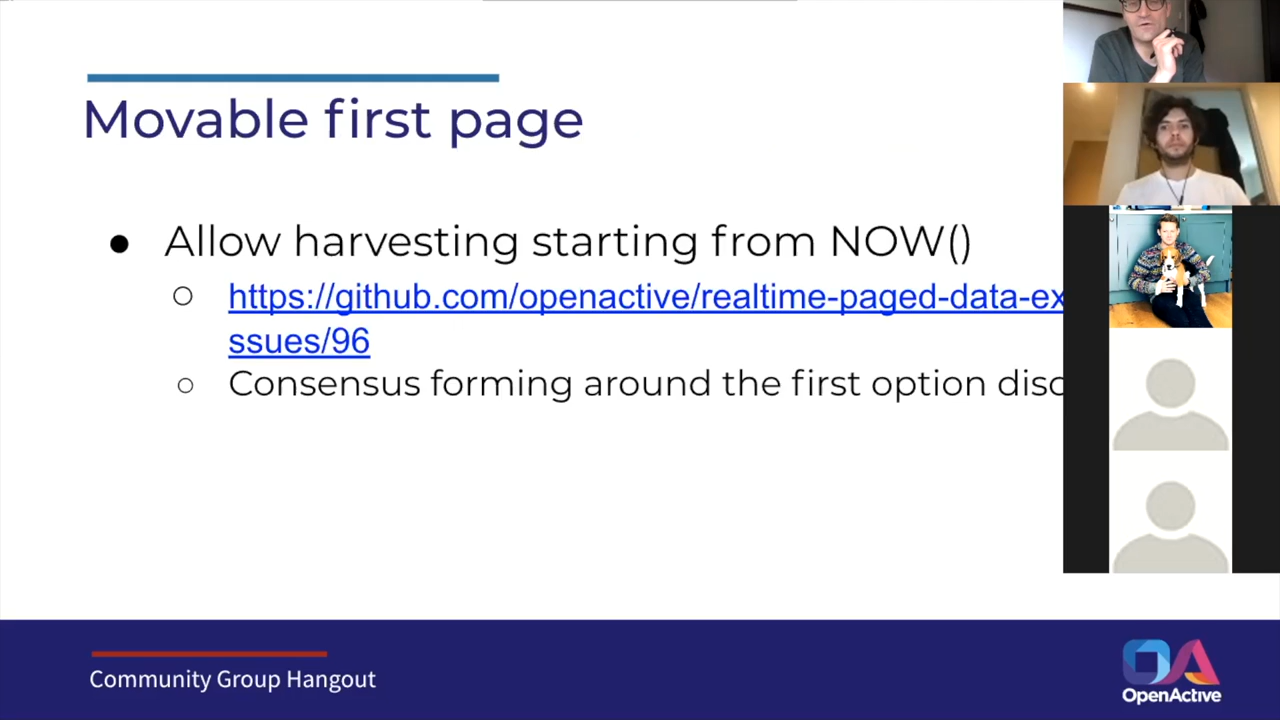 Movable first page
● Allow harvesting starting from NOW()
○ https://github.com/openactive/realtime-paged-data-ex
ssues/96
○ Consensus forming around the first option disc
Community Group Hangout
OpenActive